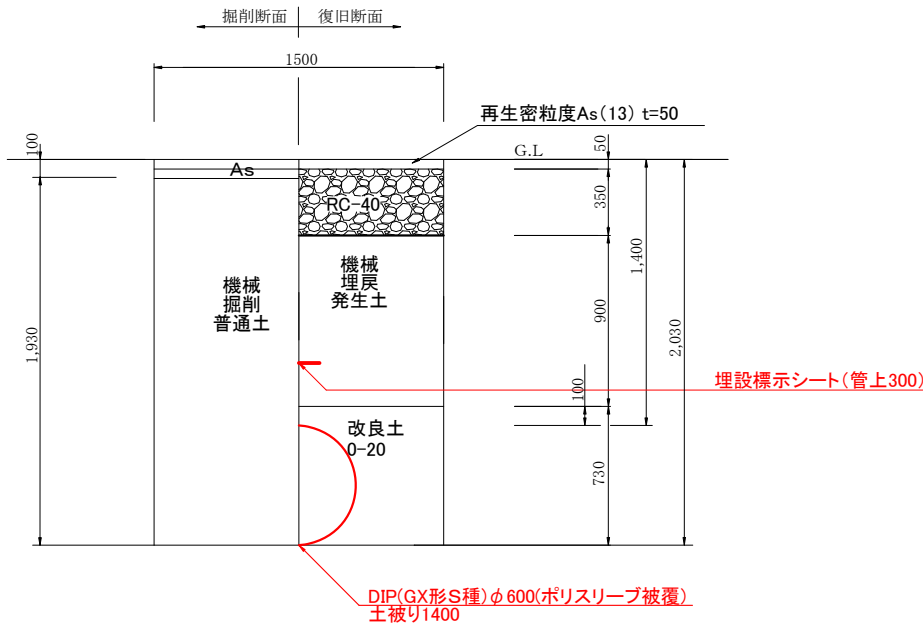 掘削断面
復旧断面
1500
再生密粒度As(13) t=50
G.L
100
As
50
RC-40
350
1,400
機械
掘削
普通土
機械
埋戻
発生土
900
1,930
2,030
埋設標示シート(管上300)
100
改良土
0-20
730
DIP(GX形S種)φ600(ポリスリーブ被覆)
土被り1400